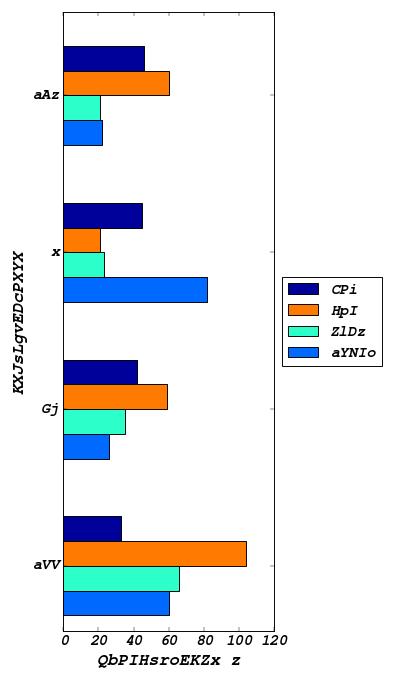 KXJsLgvEDcPXYX
aAz
x
Gj
aVV
0 20 40 60 80 100 120
QbPIHsroEKZx z
CPi
HpI
ZlDz
aYNIo